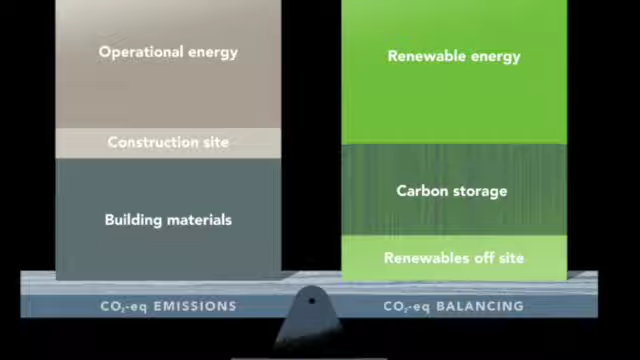 Operational energy
Construction site
Building materials
CO₂-eq EMISSIONS
Renewable energy
Carbon storage
Renewables off site
CO₂-eq BALANCING